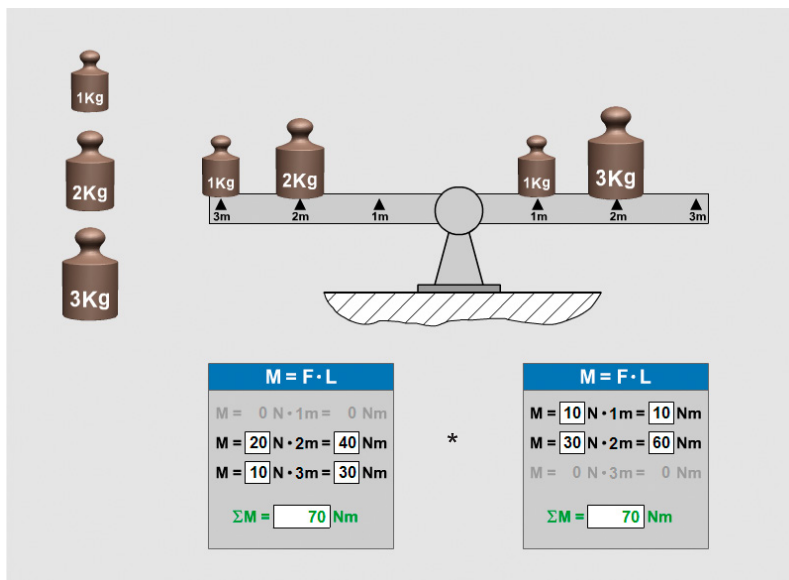 1Kg
2Kg
3Kg
1Kg 2Kg 1Kg 3Kg
3m 2m 1m 1m 2m 3m
M = F · L
M = 0 N · 1m = 0 Nm
M = 20 N · 2m = 40 Nm
M = 10 N · 3m = 30 Nm
ΣM = 70 Nm
*
M = F · L
M = 10 N · 1m = 10 Nm
M = 30 N · 2m = 60 Nm
M = 0 N · 3m = 0 Nm
ΣM = 70 Nm